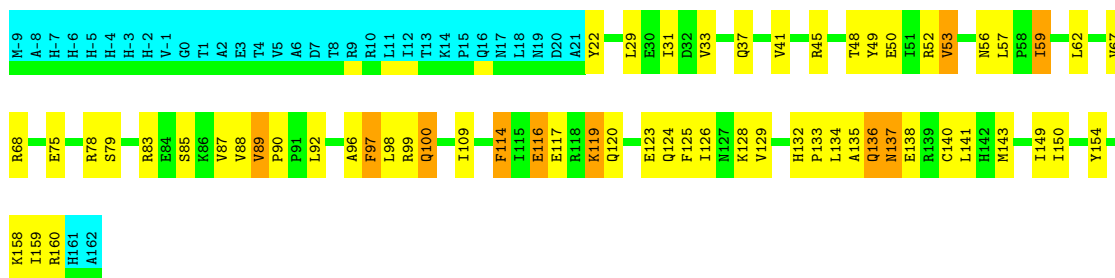 M-9 A-8 H-7 H-6 H-5 H-4 H-3 H-2 V-1 G0 T1 A2 E3 T4 V5 A6 D7 T8 R9 R10 L11 I12 T13 K14 P15 Q16 N17 L18 N19 D20 A21 Y22 L29 E30 I31 D32 V33 Q37 V41 R45 T48 Y49 E50 I51 R52 V53 N56 L57 P58 I59 L62 V67
R68 E75 R78 S79 R83 E84 S85 K86 V87 V88 V89 P90 P91 L92 A96 F97 L98 R99 Q100 I109 F114 I115 E116 E117 R118 K119 Q120 E123 Q124 F125 I126 N127 K128 V129 H132 P133 L134 A135 Q136 N137 E138 R139 C140 L141 H142 M143 I149 I150 Y154
K158 I159 R160 H161 A162